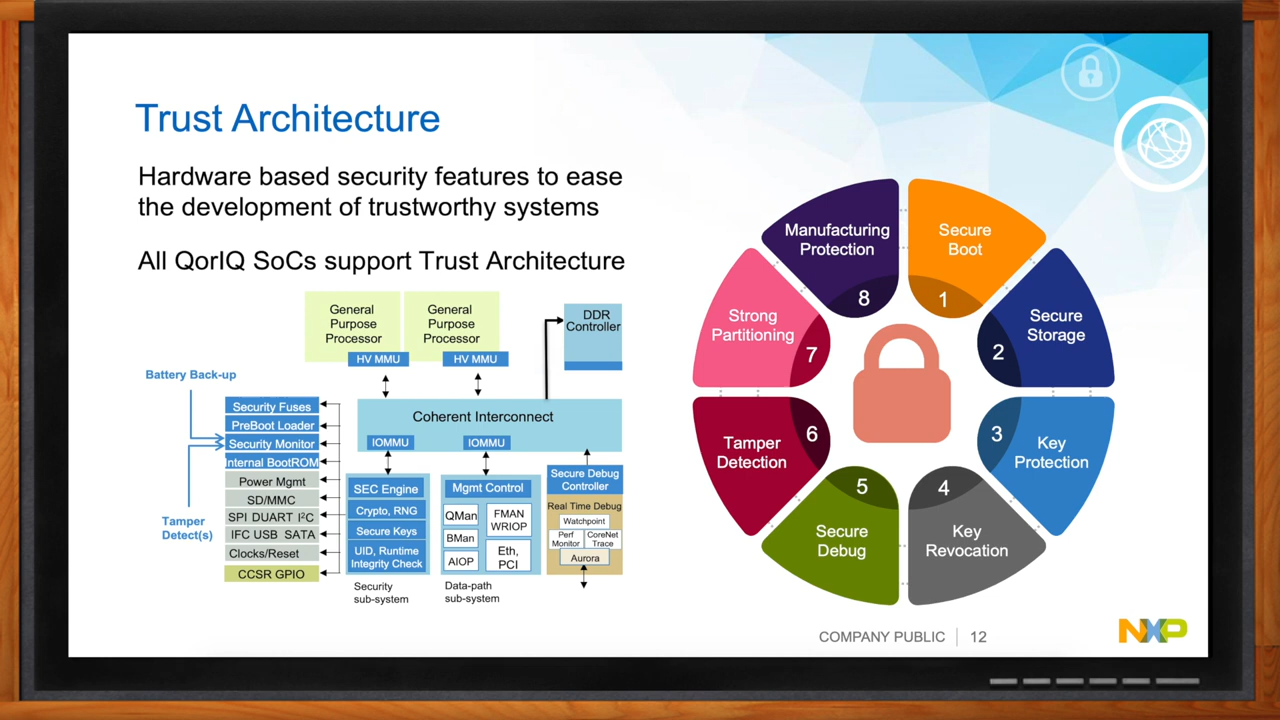 Trust Architecture
Hardware based security features to ease
the development of trustworthy systems
All QorIQ SoCs support Trust Architecture
General
Purpose
Processor
General
Purpose
Processor
HV MMU
HV MMU
DDR
Controller
Battery Back-up
Tamper
Detect(s)
Security Fuses
PreBoot Loader
Security Monitor
Internal BootROM
Power Mgmt
SD/MMC
SPI DUART I²C
IFC USB SATA
Clocks/Reset
CCSR GPIO
Coherent Interconnect
IOMMU
IOMMU
SEC Engine
Crypto, RNG
Secure Keys
UID, Runtime
Integrity Check
Security
sub-system
Mgmt Control
QMan
BMan
AIOP
FMAN
WRIOP
Eth,
PCI
Data-path
sub-system
Secure Debug
Controller
Real Time Debug
Watchpoint
Perf
Monitor
CoreNet
Trace
Aurora
Secure
Boot
1
Secure
Storage
2
Key
Protection
3
Key
Revocation
4
Secure
Debug
5
Tamper
Detection
6
Strong
Partitioning
7
Manufacturing
Protection
8
COMPANY PUBLIC
12
NXP